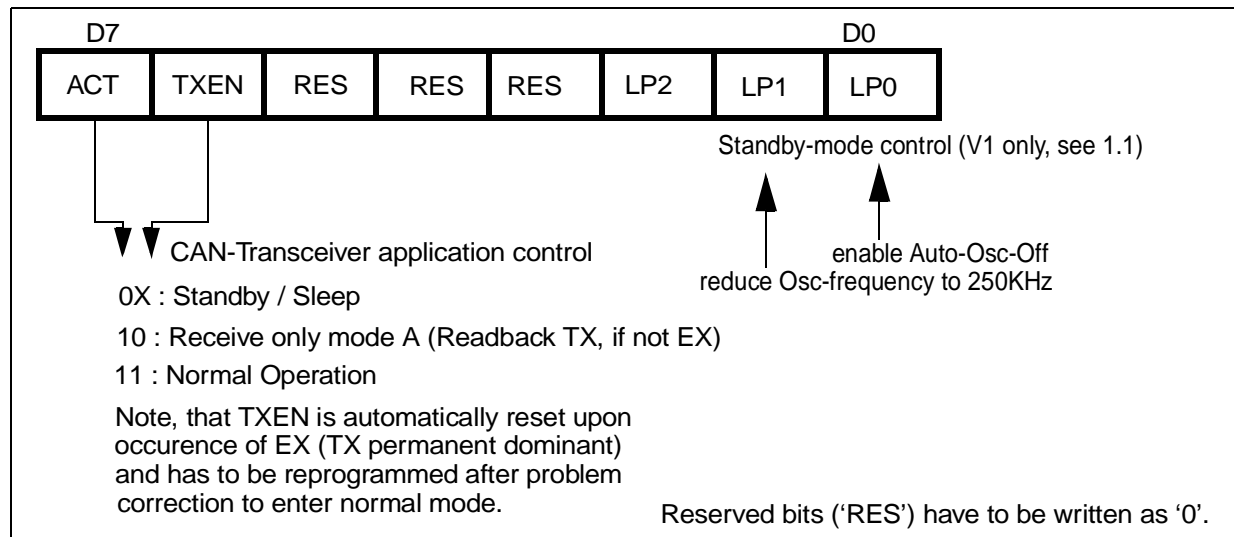 D7 D0
ACT TXEN RES RES RES LP2 LP1 LP0
Standby-mode control (V1 only, see 1.1)
CAN-Transceiver application control
enable Auto-Osc-Off
reduce Osc-frequency to 250KHz
0X : Standby / Sleep
10 : Receive only mode A (Readback TX, if not EX)
11 : Normal Operation
Note, that TXEN is automatically reset upon
occurence of EX (TX permanent dominant)
and has to be reprogrammed after problem
correction to enter normal mode.
Reserved bits (‘RES’) have to be written as ‘0’.